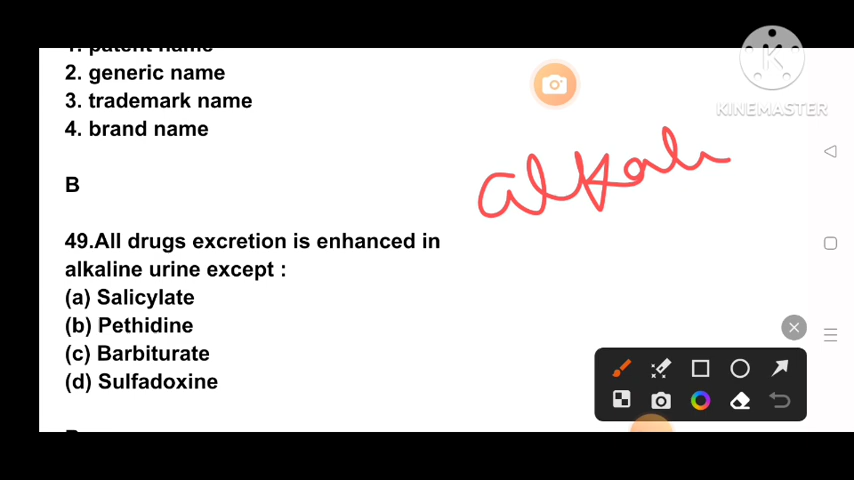 2. generic name
3. trademark name
4. brand name
KINEMASTER
alkali
B
49.All drugs excretion is enhanced in
alkaline urine except :
(a) Salicylate
(b) Pethidine
(c) Barbiturate
(d) Sulfadoxine